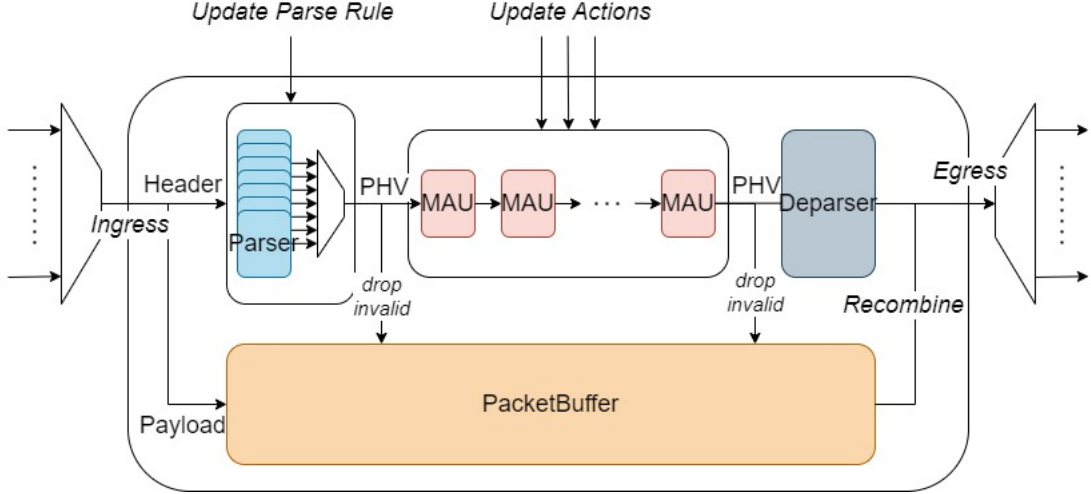 Update Parse Rule
Update Actions
Header
PHV
PHV
Egress
MAU
MAU
MAU
Deparser
Ingress
Parser
drop
invalid
drop
invalid
Recombine
PacketBuffer
Payload